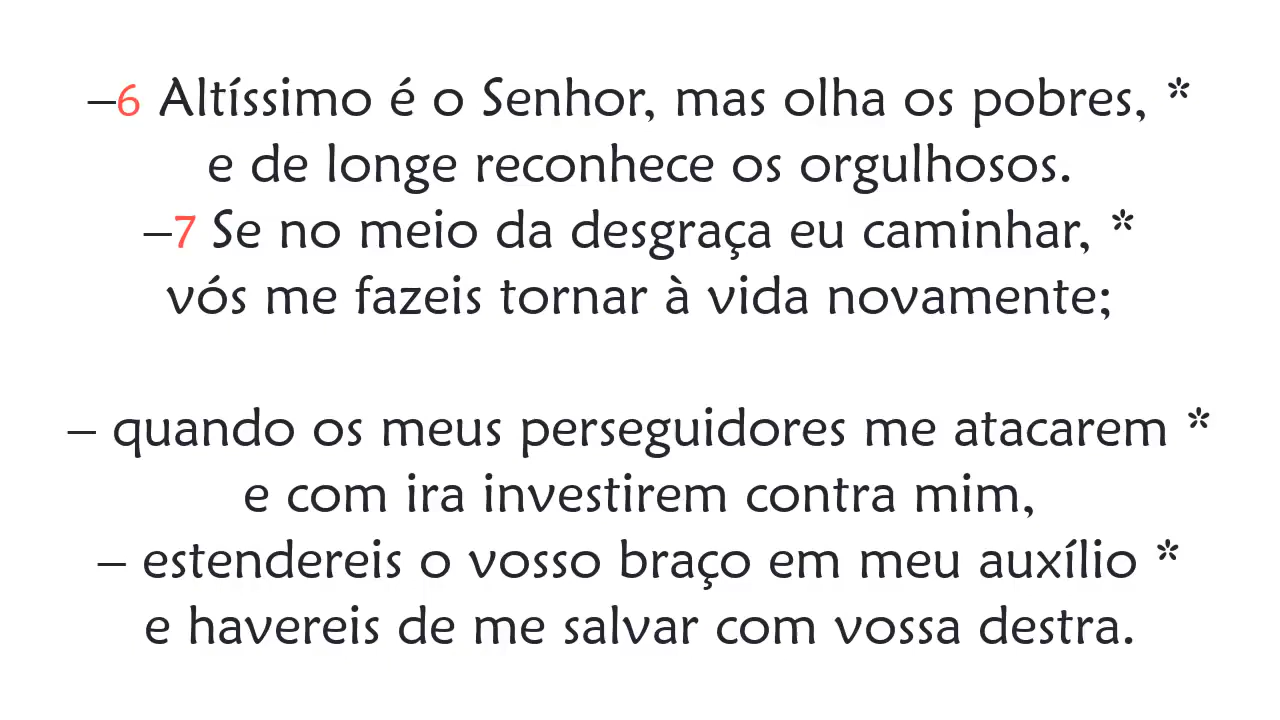 –6 Altíssimo é o Senhor, mas olha os pobres, *
e de longe reconhece os orgulhosos.
–7 Se no meio da desgraça eu caminhar, *
vós me fazeis tornar à vida novamente;
– quando os meus perseguidores me atacarem *
e com ira investirem contra mim,
– estendereis o vosso braço em meu auxílio *
e havereis de me salvar com vossa destra.